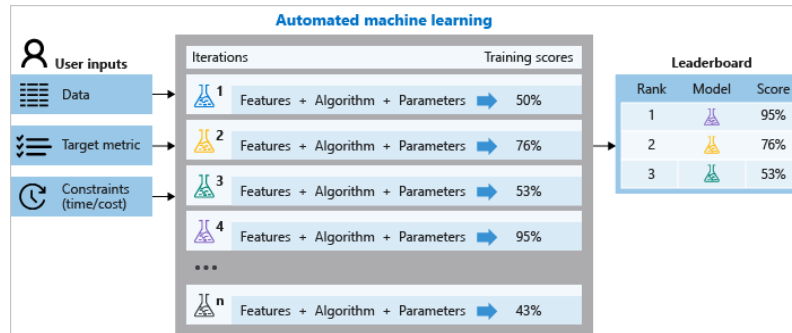 Automated machine learning
User inputs
Data
Target metric
Constraints
(time/cost)
Iterations Training scores
1 Features + Algorithm + Parameters 50%
2 Features + Algorithm + Parameters 76%
3 Features + Algorithm + Parameters 53%
4 Features + Algorithm + Parameters 95%
•••
n Features + Algorithm + Parameters 43%
Leaderboard
Rank Model Score
1 95%
2 76%
3 53%